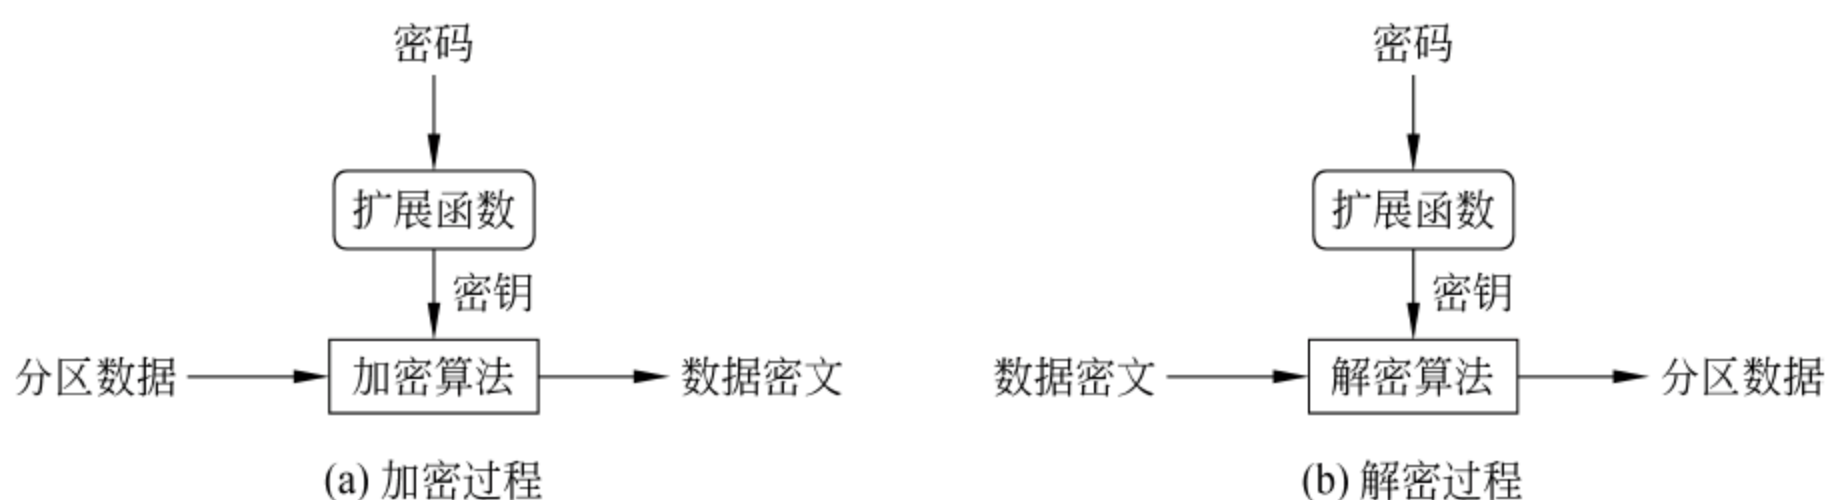 密码
扩展函数
密钥
分区数据
加密算法
数据密文
(a) 加密过程
密码
扩展函数
密钥
数据密文
解密算法
分区数据
(b) 解密过程